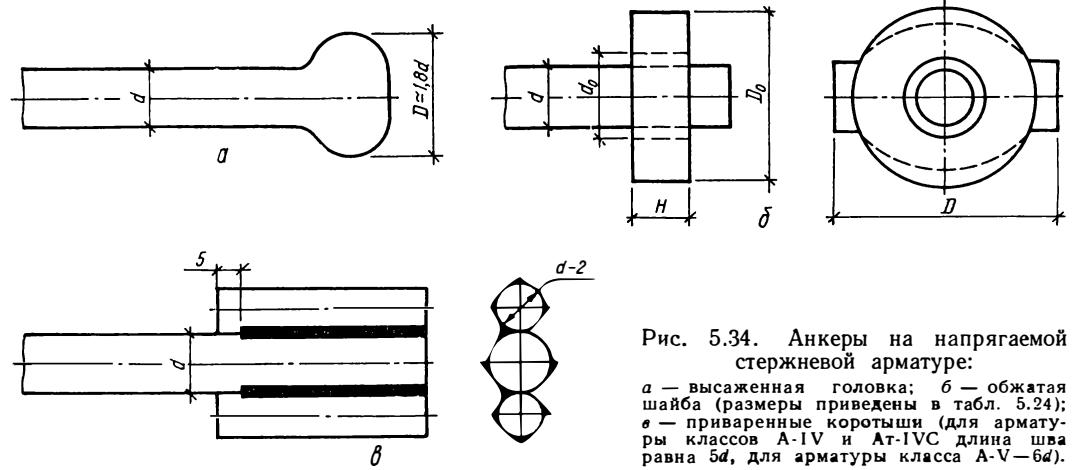 d
D=1,8d
а
d
d₀
D₀
H
б
D
5
d
в
d-2
Рис. 5.34. Анкеры на напрягаемой
стержневой арматуре:
а — высаженная головка; б — обжатая
шайба (размеры приведены в табл. 5.24);
в — приваренные коротыши (для армату-
ры классов А-IV и Ат-IVС длина шва
равна 5d, для арматуры класса А-V—6d).